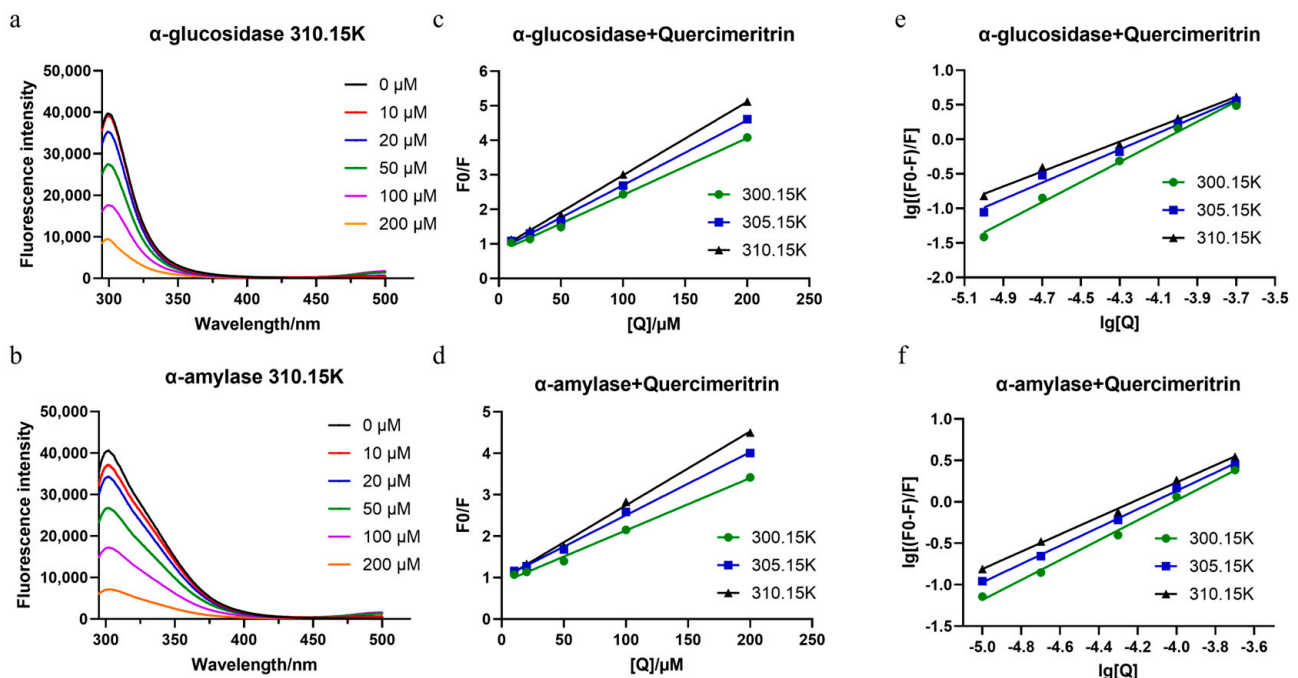 a
α-glucosidase 310.15K
50,000
40,000
30,000
20,000
10,000
0
Fluorescence intensity
300
350
400
450
500
Wavelength/nm
0 µM
10 µM
20 µM
50 µM
100 µM
200 µM
c
α-glucosidase+Quercimeritrin
6
5
4
3
2
1
0
F0/F
0
50
100
150
200
250
[Q]/µM
300.15K
305.15K
310.15K
e
α-glucosidase+Quercimeritrin
1.0
0.5
0.0
-0.5
-1.0
-1.5
-2.0
lg[(F0-F)/F]
-5.1
-4.9
-4.7
-4.5
-4.3
-4.1
-3.9
-3.7
-3.5
lg[Q]
300.15K
305.15K
310.15K
b
α-amylase 310.15K
50,000
40,000
30,000
20,000
10,000
0
Fluorescence intensity
300
350
400
450
500
Wavelength/nm
0 µM
10 µM
20 µM
50 µM
100 µM
200 µM
d
α-amylase+Quercimeritrin
5
4
3
2
1
0
F0/F
0
50
100
150
200
250
[Q]/µM
300.15K
305.15K
310.15K
f
α-amylase+Quercimeritrin
1.0
0.5
0.0
-0.5
-1.0
-1.5
lg[(F0-F)/F]
-5.0
-4.8
-4.6
-4.4
-4.2
-4.0
-3.8
-3.6
lg[Q]
300.15K
305.15K
310.15K